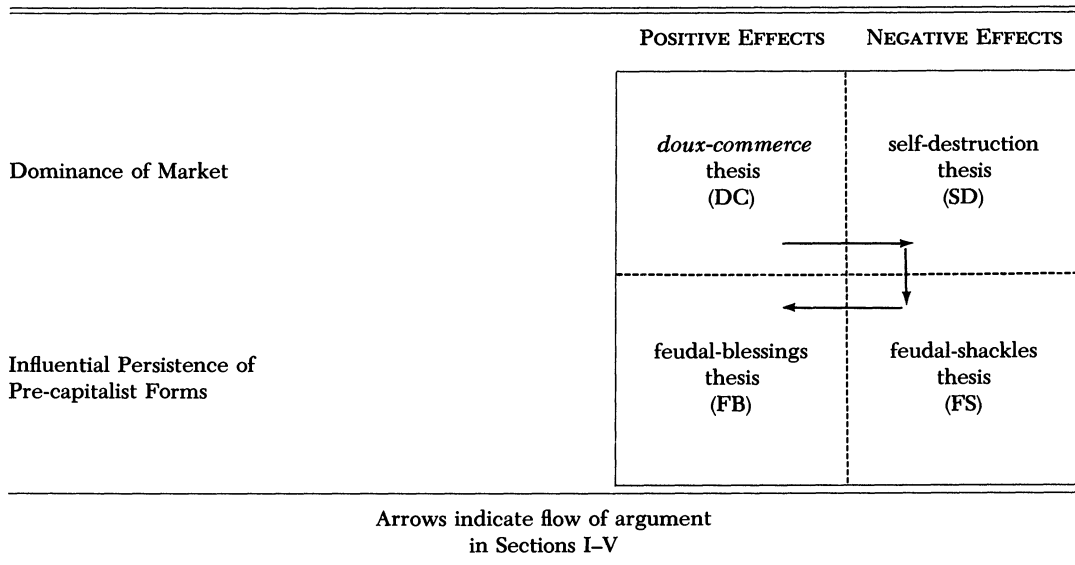 POSITIVE EFFECTS NEGATIVE EFFECTS
Dominance of Market
doux-commerce
thesis
(DC)
self-destruction
thesis
(SD)
Influential Persistence of
Pre-capitalist Forms
feudal-blessings
thesis
(FB)
feudal-shackles
thesis
(FS)
Arrows indicate flow of argument
in Sections I–V